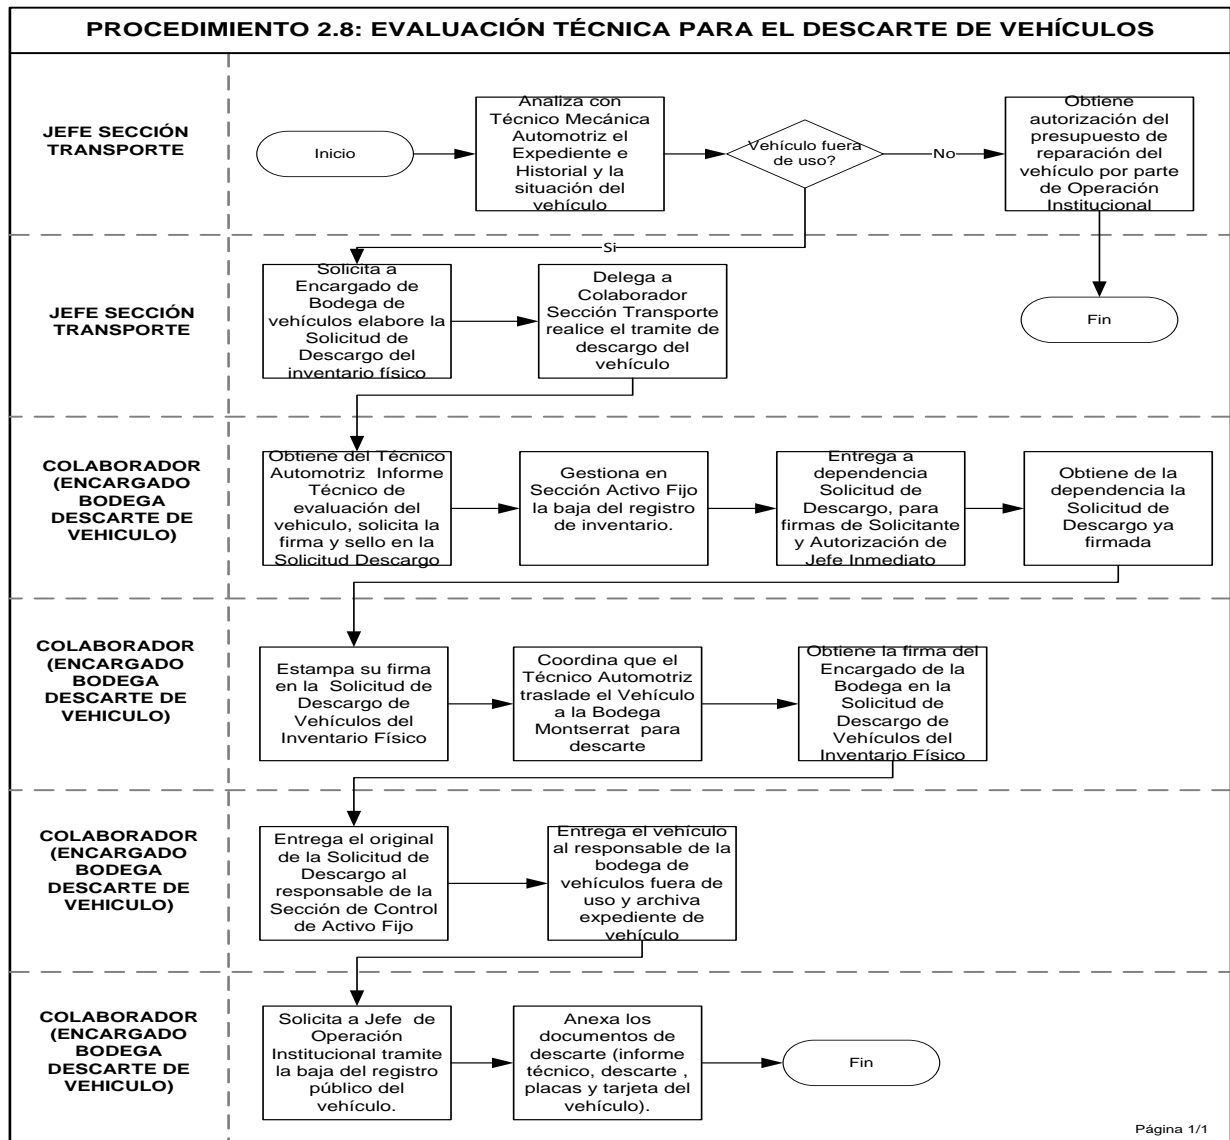 PROCEDIMIENTO 2.8: EVALUACIÓN TÉCNICA PARA EL DESCARTE DE VEHÍCULOS
JEFE SECCIÓN
TRANSPORTE
Inicio
Analiza con
Técnico Mecánica
Automotriz el
Expediente e
Historial y la
situación del
vehículo
Vehículo fuera
de uso?
No
Obtiene
autorización del
presupuesto de
reparación del
vehículo por parte
de Operación
Institucional
Si
JEFE SECCIÓN
TRANSPORTE
Solicita a
Encargado de
Bodega de
vehículos elabore la
Solicitud de
Descargo del
inventario físico
Delega a
Colaborador
Sección Transporte
realice el tramite de
descargo del
vehículo
Fin
COLABORADOR
(ENCARGADO
BODEGA
DESCARTE DE
VEHICULO)
Obtiene del Técnico
Automotriz Informe
Técnico de
evaluación del
vehiculo, solicita la
firma y sello en la
Solicitud Descargo
Gestiona en
Sección Activo Fijo
la baja del registro
de inventario.
Entrega a
dependencia
Solicitud de
Descargo, para
firmas de Solicitante
y Autorización de
Jefe Inmediato
Obtiene de la
dependencia la
Solicitud de
Descargo ya
firmada
COLABORADOR
(ENCARGADO
BODEGA
DESCARTE DE
VEHICULO)
Estampa su firma
en la Solicitud de
Descargo de
Vehículos del
Inventario Físico
Coordina que el
Técnico Automotriz
traslade el Vehículo
a la Bodega
Montserrat para
descarte
Obtiene la firma del
Encargado de la
Bodega en la
Solicitud de
Descargo de
Vehículos del
Inventario Físico
COLABORADOR
(ENCARGADO
BODEGA
DESCARTE DE
VEHICULO)
Entrega el original
de la Solicitud de
Descargo al
responsable de la
Sección de Control
de Activo Fijo
Entrega el vehículo
al responsable de la
bodega de
vehículos fuera de
uso y archiva
expediente de
vehículo
COLABORADOR
(ENCARGADO
BODEGA
DESCARTE DE
VEHICULO)
Solicita a Jefe de
Operación
Institucional tramite
la baja del registro
público del
vehículo.
Anexa los
documentos de
descarte (informe
técnico, descarte ,
placas y tarjeta del
vehículo).
Fin
Página 1/1